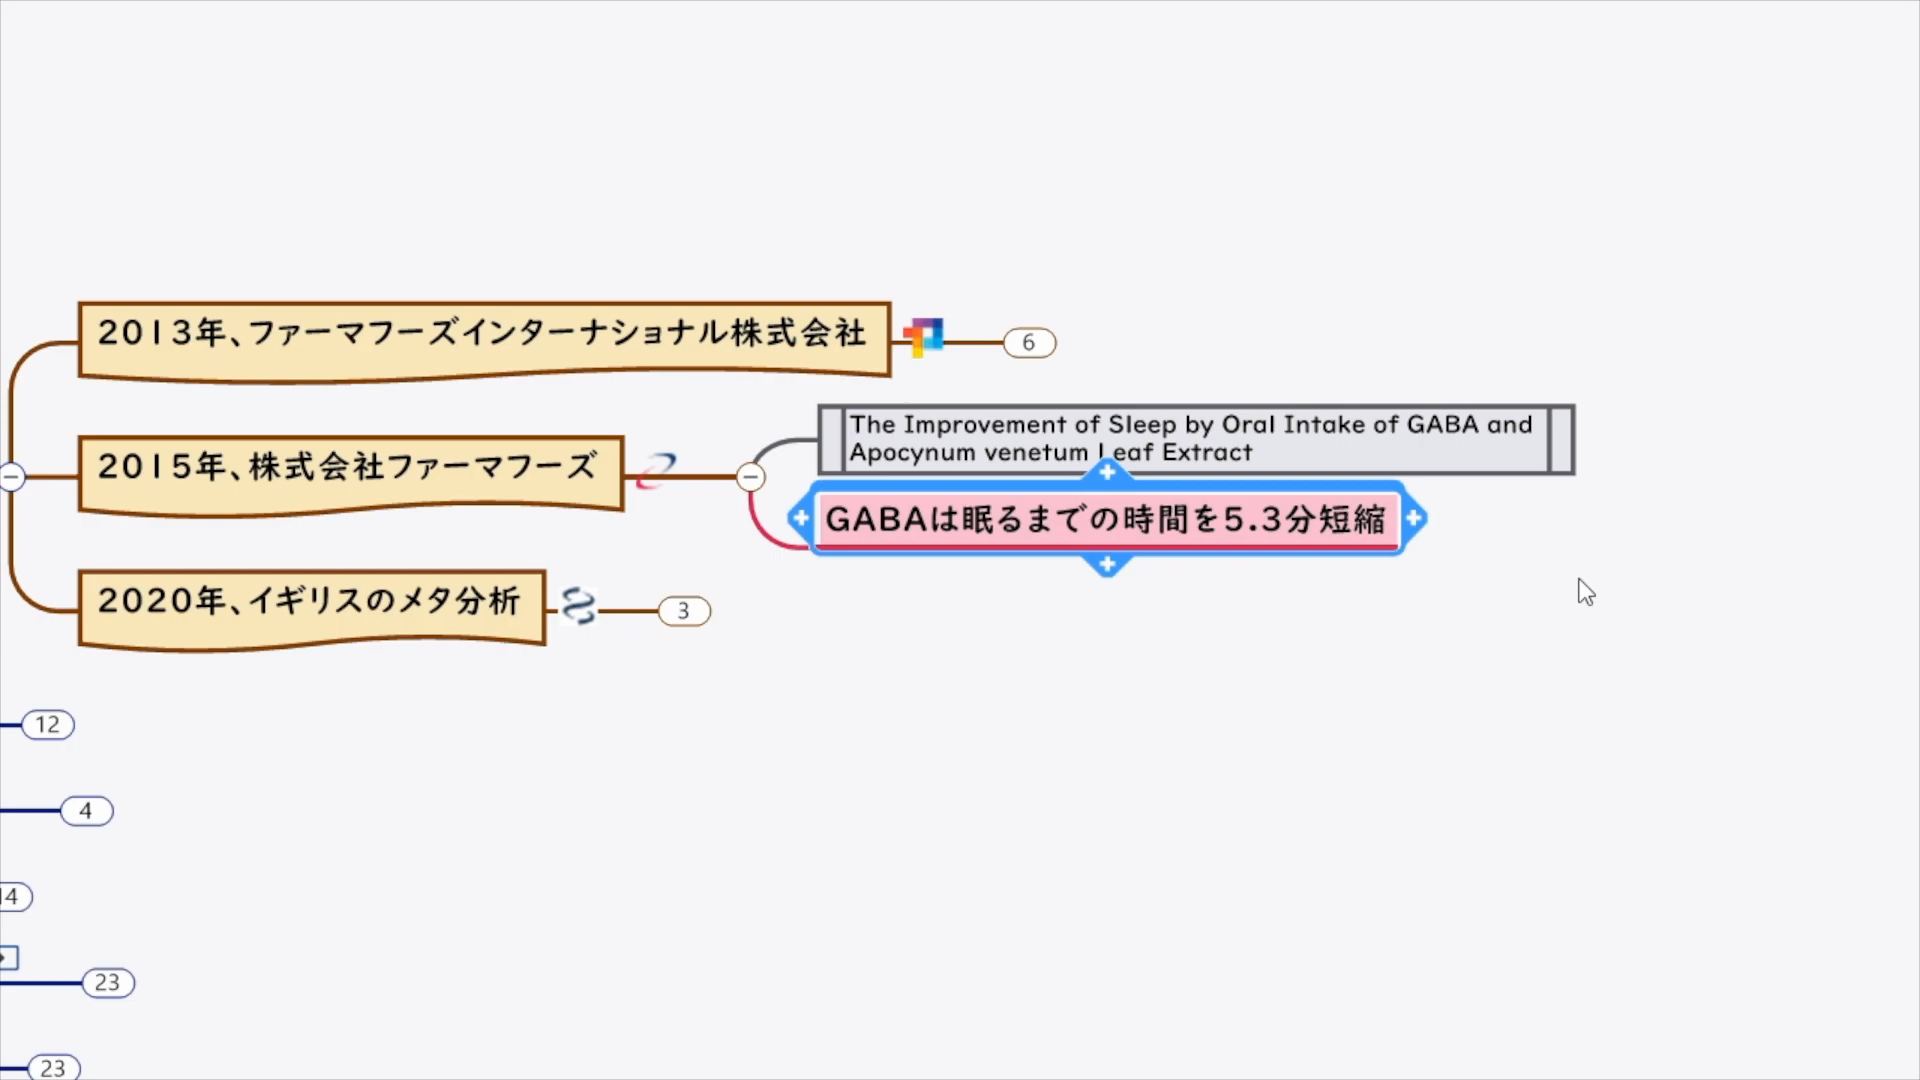 2013年、ファーマフーズインターナショナル株式会社
6
The Improvement of Sleep by Oral Intake of GABA and
Apocynum venetum Leaf Extract
2015年、株式会社ファーマフーズ
GABAは眠るまでの時間を5.3分短縮
2020年、イギリスのメタ分析
3
12
4
14
23
23